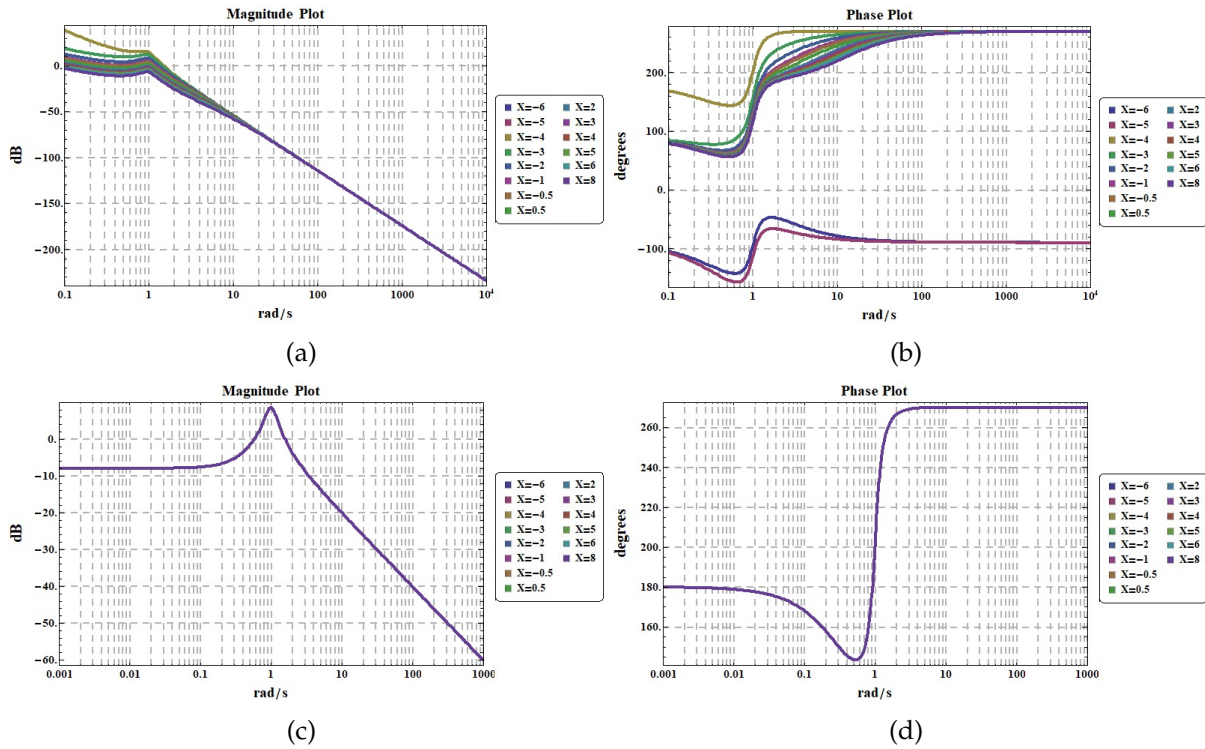 Magnitude Plot
dB
0.
−50.
−100.
−150.
−200.
0.1 1 10 100 1000 10⁴
rad/s
X=−6 X=2
X=−5 X=3
X=−4 X=4
X=−3 X=5
X=−2 X=6
X=−1 X=8
X=−0.5
X=0.5
(a)
Phase Plot
degrees
200.
100.
0.
−100.
0.1 1 10 100 1000 10⁴
rad/s
X=−6 X=2
X=−5 X=3
X=−4 X=4
X=−3 X=5
X=−2 X=6
X=−1 X=8
X=−0.5
X=0.5
(b)
Magnitude Plot
dB
0.
−10.
−20.
−30.
−40.
−50.
−60.
0.001 0.01 0.1 1 10 100 1000
rad/s
X=−6 X=2
X=−5 X=3
X=−4 X=4
X=−3 X=5
X=−2 X=6
X=−1 X=8
X=−0.5
X=0.5
(c)
Phase Plot
degrees
260.
240.
220.
200.
180.
160.
0.001 0.01 0.1 1 10 100 1000
rad/s
X=−6 X=2
X=−5 X=3
X=−4 X=4
X=−3 X=5
X=−2 X=6
X=−1 X=8
X=−0.5
X=0.5
(d)